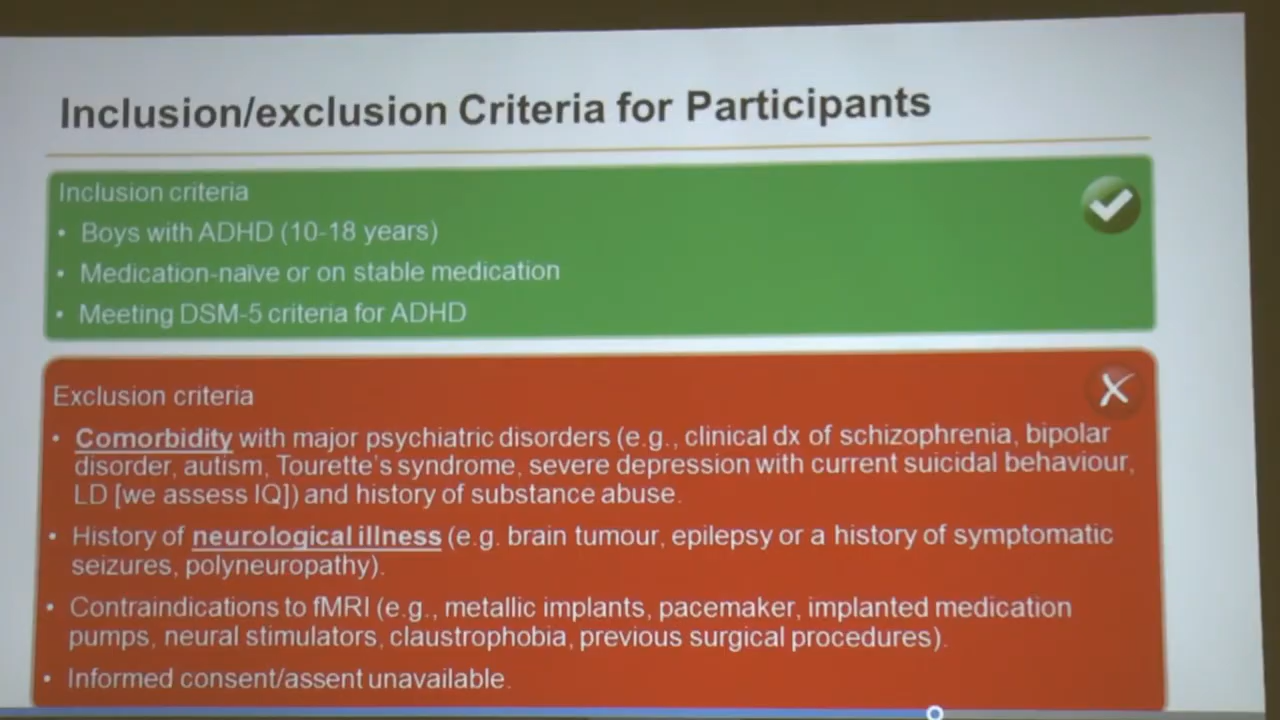 Inclusion/exclusion Criteria for Participants
Inclusion criteria
• Boys with ADHD (10-18 years)
• Medication-naïve or on stable medication
• Meeting DSM-5 criteria for ADHD
Exclusion criteria
• Comorbidity with major psychiatric disorders (e.g., clinical dx of schizophrenia, bipolar
disorder, autism, Tourette's syndrome, severe depression with current suicidal behaviour,
LD [we assess IQ]) and history of substance abuse.
• History of neurological illness (e.g. brain tumour, epilepsy or a history of symptomatic
seizures, polyneuropathy).
• Contraindications to fMRI (e.g., metallic implants, pacemaker, implanted medication
pumps, neural stimulators, claustrophobia, previous surgical procedures).
• Informed consent/assent unavailable.